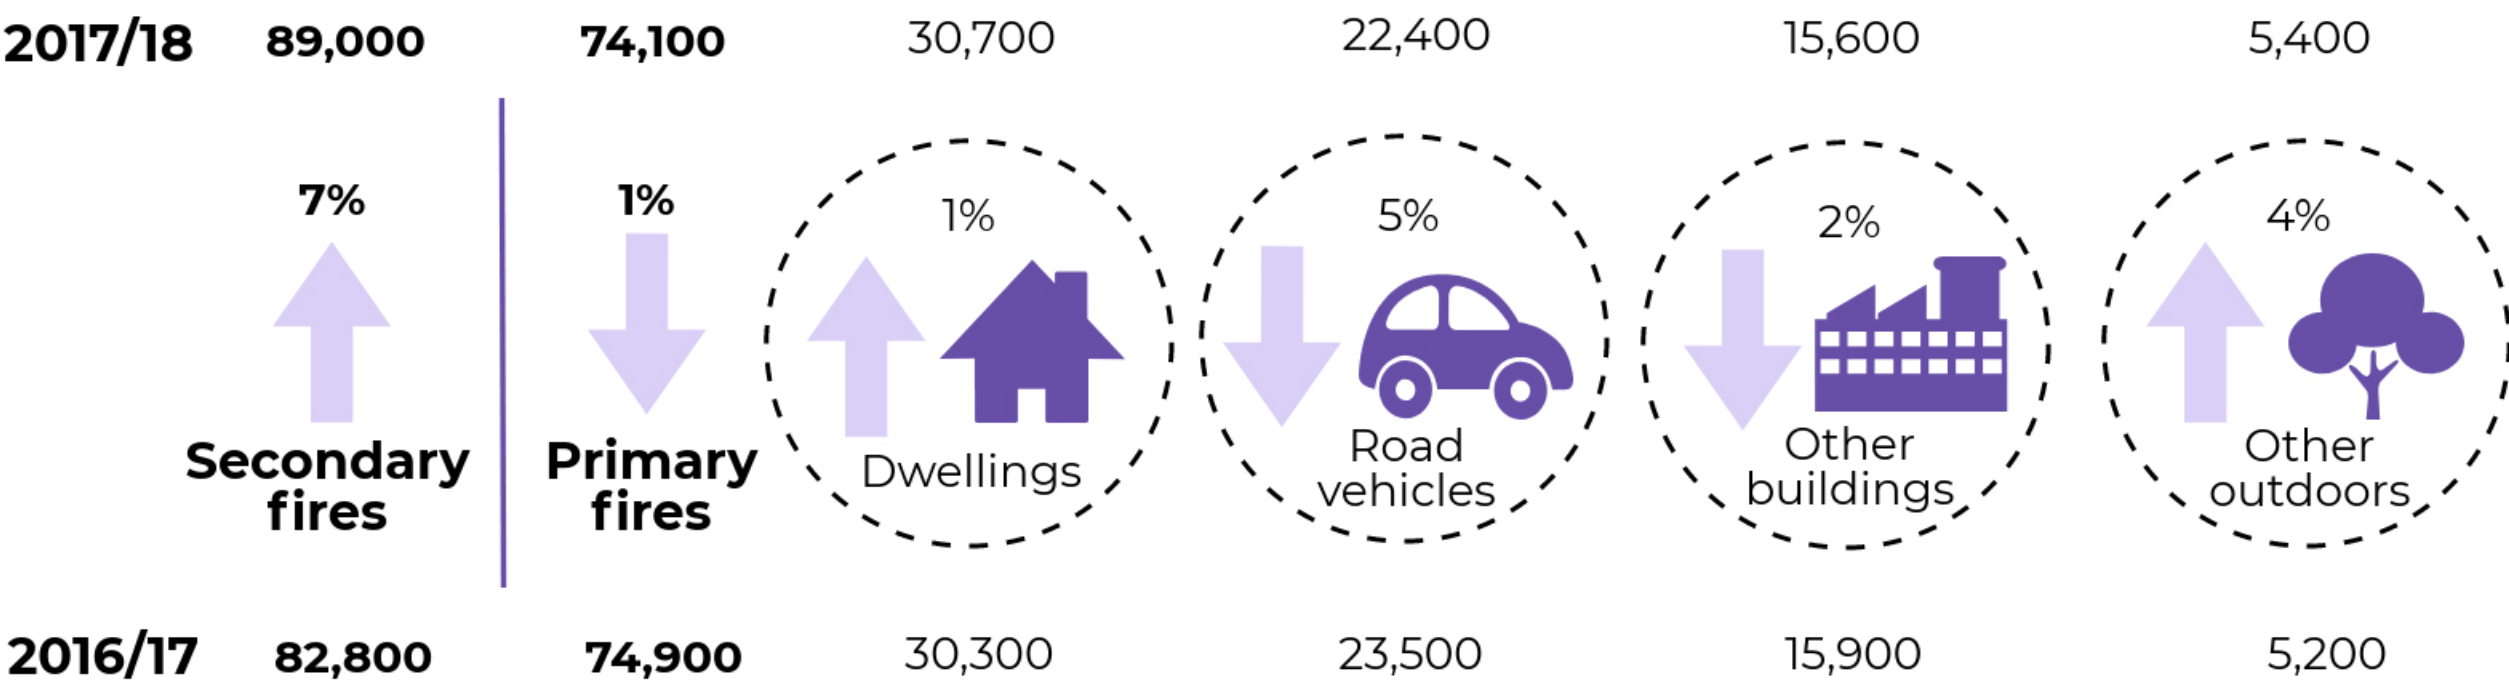 2017/18 89,000 74,100 30,700 22,400 15,600 5,400
7% 1% 1% 5% 2% 4%
Secondary Primary Dwellings Road Other Other
fires fires vehicles buildings outdoors
2016/17 82,800 74,900 30,300 23,500 15,900 5,200